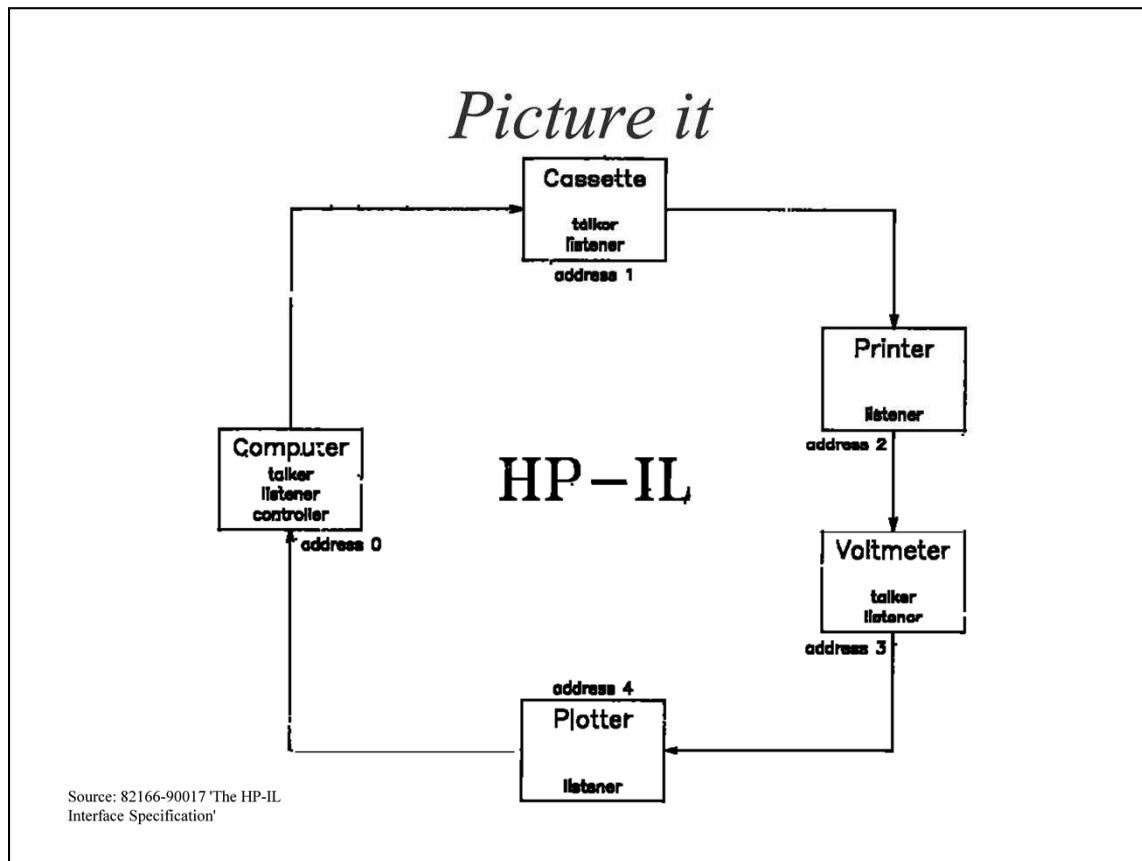 Picture it
Cassette
talker
listener
address 1
Printer
listener
address 2
Computer
talker
listener
controller
address 0
HP-IL
Voltmeter
talker
listener
address 3
address 4
Plotter
listener
Source: 82166-90017 'The HP-IL
Interface Specification'